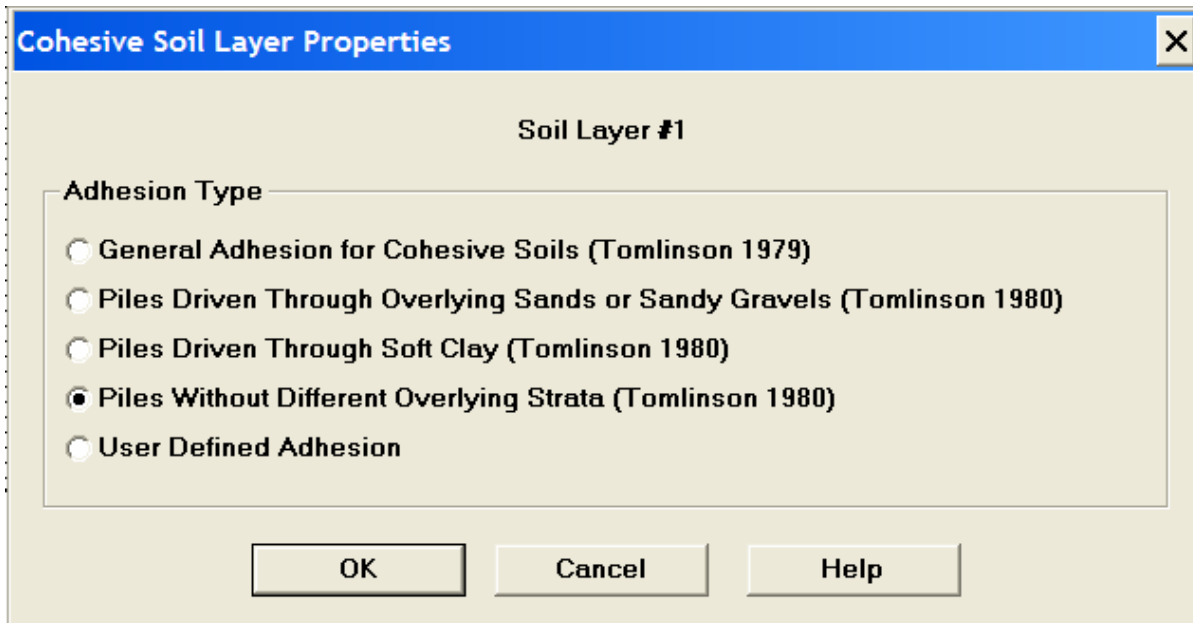 Cohesive Soil Layer Properties
Soil Layer #1
Adhesion Type
General Adhesion for Cohesive Soils (Tomlinson 1979)
Piles Driven Through Overlying Sands or Sandy Gravels (Tomlinson 1980)
Piles Driven Through Soft Clay (Tomlinson 1980)
Piles Without Different Overlying Strata (Tomlinson 1980)
User Defined Adhesion
OK Cancel Help